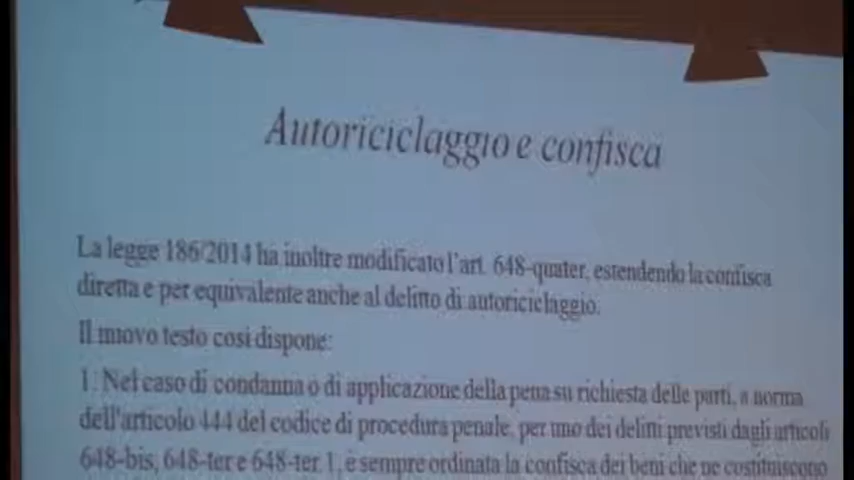 Autoriciclaggio e confisca
La legge 186/2014 ha inoltre modificato l'art. 648-quater, estendendo la confisca
diretta e per equivalente anche al delitto di autoriciclaggio.
Il nuovo testo così dispone:
1. Nel caso di condanna o di applicazione della pena su richiesta delle parti, a norma
dell'articolo 444 del codice di procedura penale, per uno dei delitti previsti dagli articoli
648-bis, 648-ter e 648-ter.1, è sempre ordinata la confisca dei beni che ne costituiscono